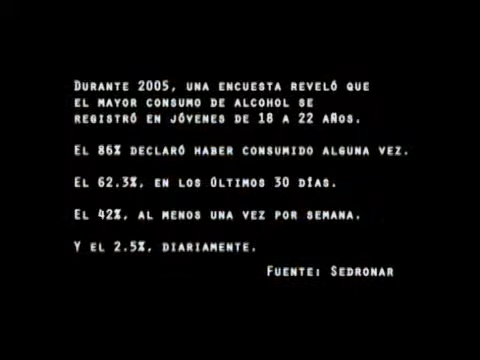 Durante 2005, una encuesta reveló que
el mayor consumo de alcohol se
registró en jóvenes de 18 a 22 años.
El 86% declaró haber consumido alguna vez.
El 62.3%, en los últimos 30 días.
El 42%, al menos una vez por semana.
Y el 2.5%, diariamente.
Fuente: Sedronar